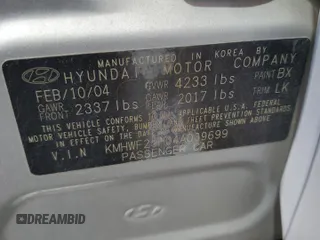 MANUFACTURED IN KOREA BY
HYUNDAI MOTOR COMPANY
FEB/10/04 4233 lbs PAINT BX
GAWR FRONT 2337 lbs 2017 lbs TRIM LK
THIS VEHICLE CONFORMS TO ALL APPLICABLE U.S.A. FEDERAL
MOTOR VEHICLE SAFETY, BUMPER, AND THEFT PREVENTION STANDARDS
IN EFFECT ON THE DATE OF MANUFACTURE SHOWN ABOVE.
V.I.N
PASSENGER CAR
DREAMBID